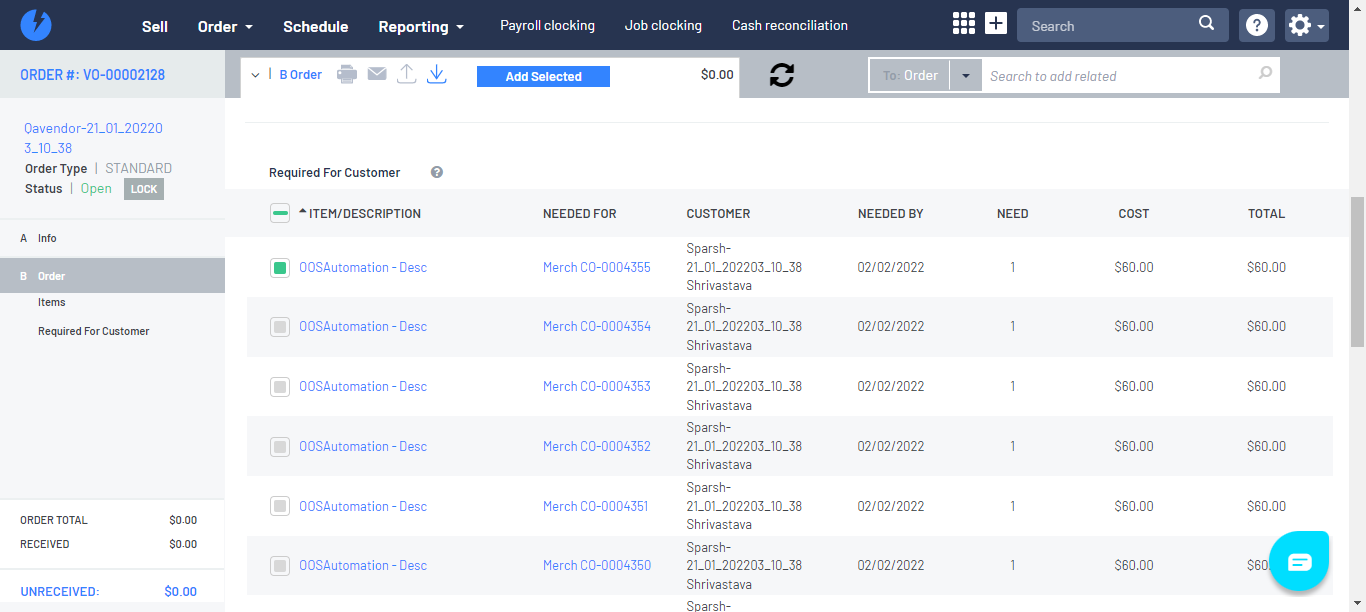 Sell Order Schedule Reporting Payroll clocking Job clocking Cash reconciliation Search
ORDER #: VO-00002128
B Order Add Selected $0.00 To: Order Search to add related
Qavendor-21_01_20220
3_10_38
Order Type | STANDARD
Status | Open LOCK
A Info
B Order
Items
Required For Customer
ORDER TOTAL $0.00
RECEIVED $0.00
UNRECEIVED: $0.00
Required For Customer
ITEM/DESCRIPTION NEEDED FOR CUSTOMER NEEDED BY NEED COST TOTAL
Sparsh-
OOSAutomation - Desc Merch CO-0004355 21_01_202203_10_38 02/02/2022 1 $60.00 $60.00
Shrivastava
Sparsh-
OOSAutomation - Desc Merch CO-0004354 21_01_202203_10_38 02/02/2022 1 $60.00 $60.00
Shrivastava
Sparsh-
OOSAutomation - Desc Merch CO-0004353 21_01_202203_10_38 02/02/2022 1 $60.00 $60.00
Shrivastava
Sparsh-
OOSAutomation - Desc Merch CO-0004352 21_01_202203_10_38 02/02/2022 1 $60.00 $60.00
Shrivastava
Sparsh-
OOSAutomation - Desc Merch CO-0004351 21_01_202203_10_38 02/02/2022 1 $60.00 $60.00
Shrivastava
Sparsh-
OOSAutomation - Desc Merch CO-0004350 21_01_202203_10_38 02/02/2022 1 $60.00 $60
Shrivastava
Sparsh-